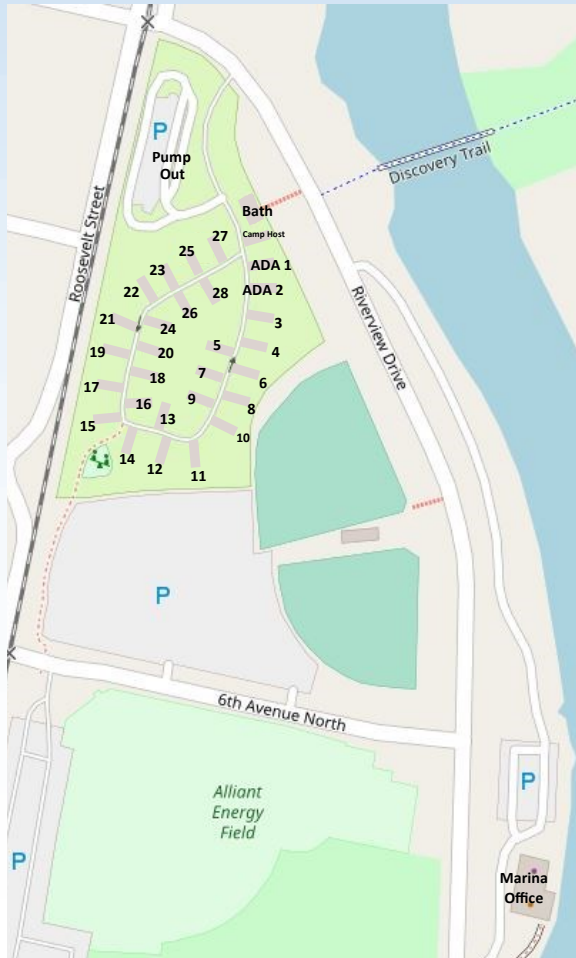 P
Pump
Out
Roosevelt Street
Discovery Trail
Bath
Camp Host
27
25
ADA 1
23
ADA 2
22
28
Riverview Drive
26
21
24
3
5
4
19
20
7
6
18
17
9
8
16
13
15
10
14
12
11
P
6th Avenue North
Alliant
Energy
Field
P
P
Marina
Office